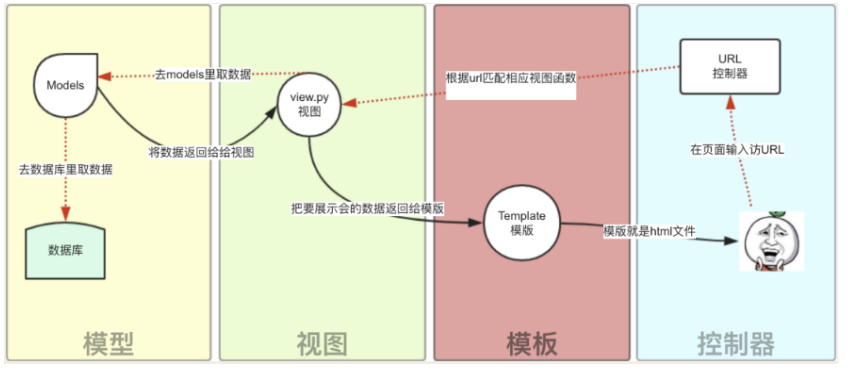 Models
去models里取数据
view.py
视图
根据url匹配相应视图函数
URL
控制器
将数据返回给给视图
在页面输入访URL
去数据库里取数据
把要展示会的数据返回给模版
Template
模版
模版就是html文件
数据库
模型
视图
模板
控制器